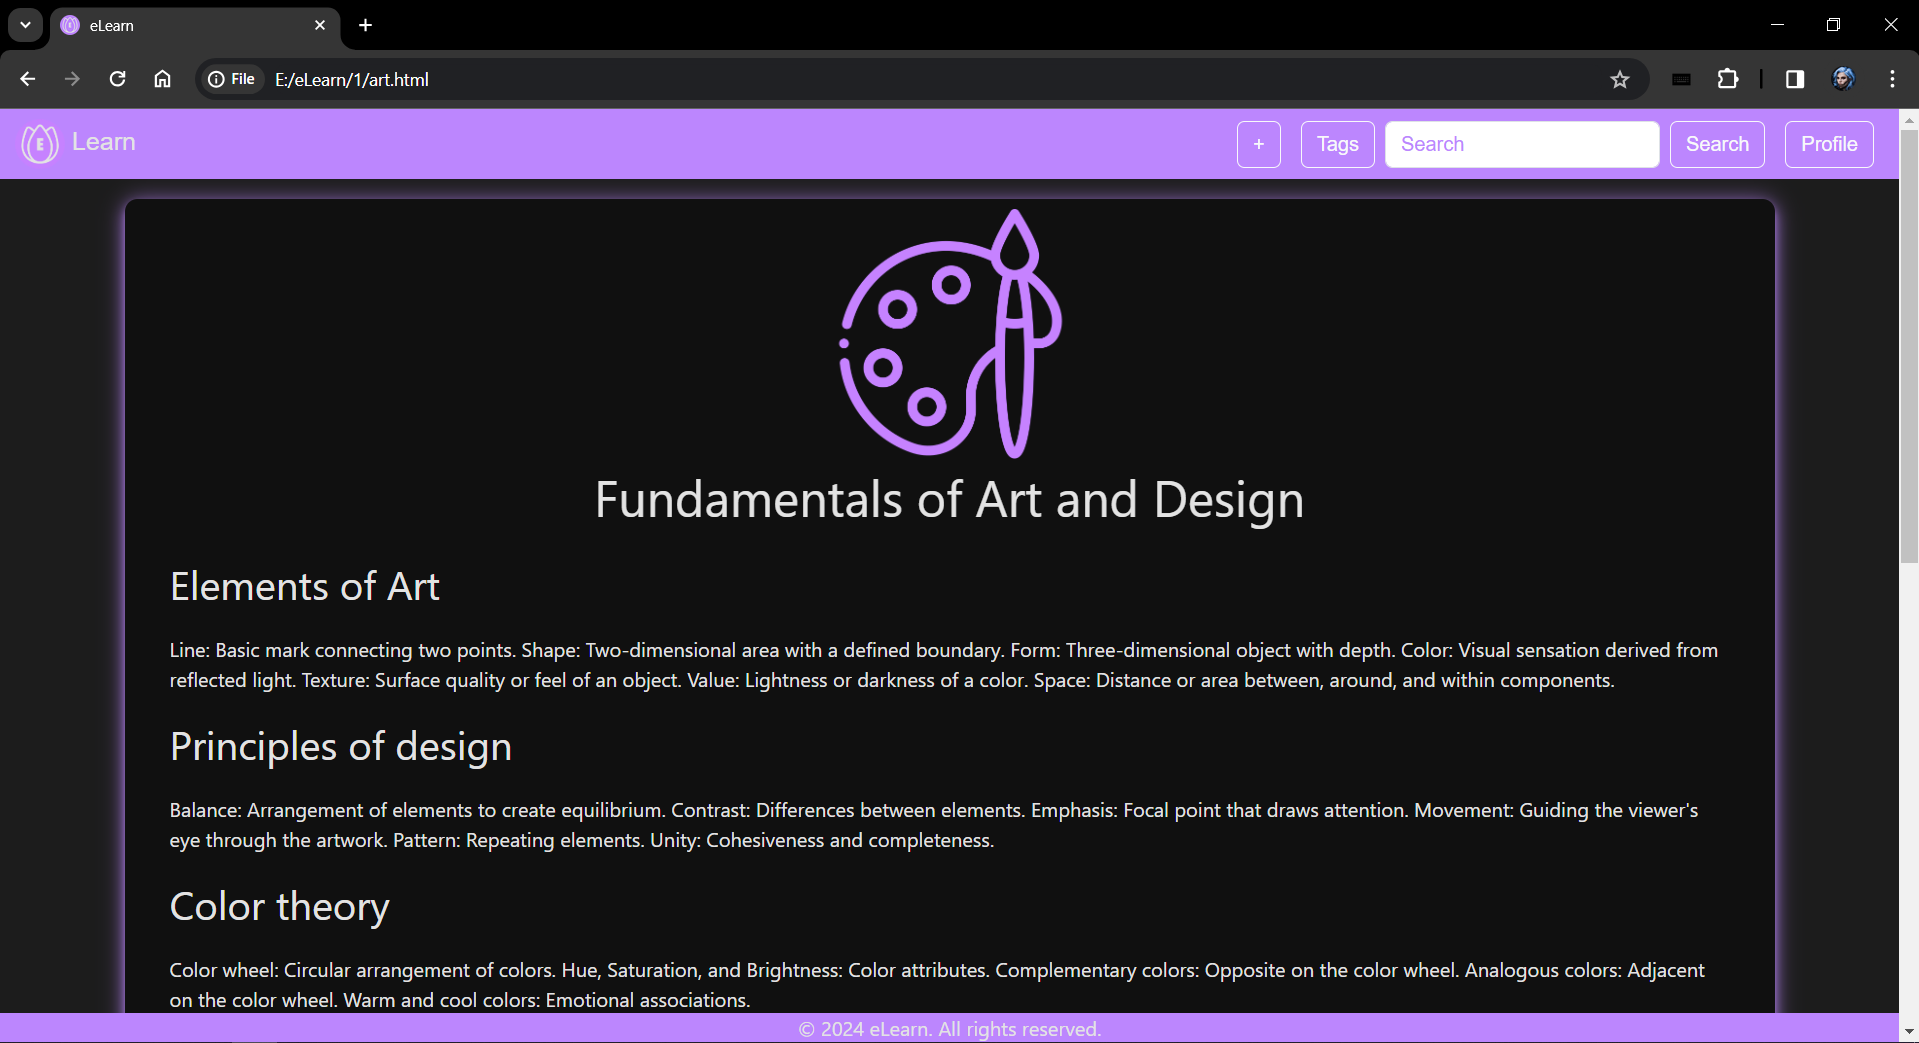 eLearn
File E:/eLearn/1/art.html
E Learn + Tags Search Search Profile
Fundamentals of Art and Design
Elements of Art
Line: Basic mark connecting two points. Shape: Two-dimensional area with a defined boundary. Form: Three-dimensional object with depth. Color: Visual sensation derived from
reflected light. Texture: Surface quality or feel of an object. Value: Lightness or darkness of a color. Space: Distance or area between, around, and within components.
Principles of design
Balance: Arrangement of elements to create equilibrium. Contrast: Differences between elements. Emphasis: Focal point that draws attention. Movement: Guiding the viewer's
eye through the artwork. Pattern: Repeating elements. Unity: Cohesiveness and completeness.
Color theory
Color wheel: Circular arrangement of colors. Hue, Saturation, and Brightness: Color attributes. Complementary colors: Opposite on the color wheel. Analogous colors: Adjacent
on the color wheel. Warm and cool colors: Emotional associations.
© 2024 eLearn. All rights reserved.